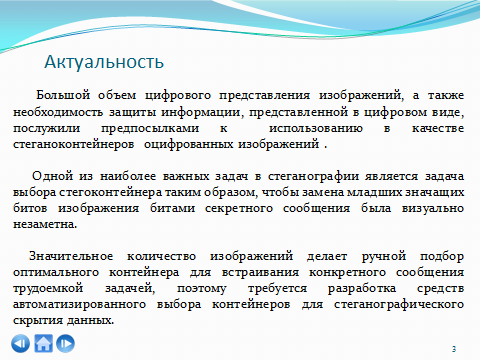 Актуальность
Большой объем цифрового представления изображений, а также
необходимость защиты информации, представленной в цифровом виде,
послужили предпосылками к использованию в качестве
стеганоконтейнеров оцифрованных изображений .
Одной из наиболее важных задач в стеганографии является задача
выбора стегоконтейнера таким образом, чтобы замена младших значащих
битов изображения битами секретного сообщения была визуально
незаметна.
Значительное количество изображений делает ручной подбор
оптимального контейнера для встраивания конкретного сообщения
трудоемкой задачей, поэтому требуется разработка средств
автоматизированного выбора контейнеров для стеганографического
скрытия данных.
3